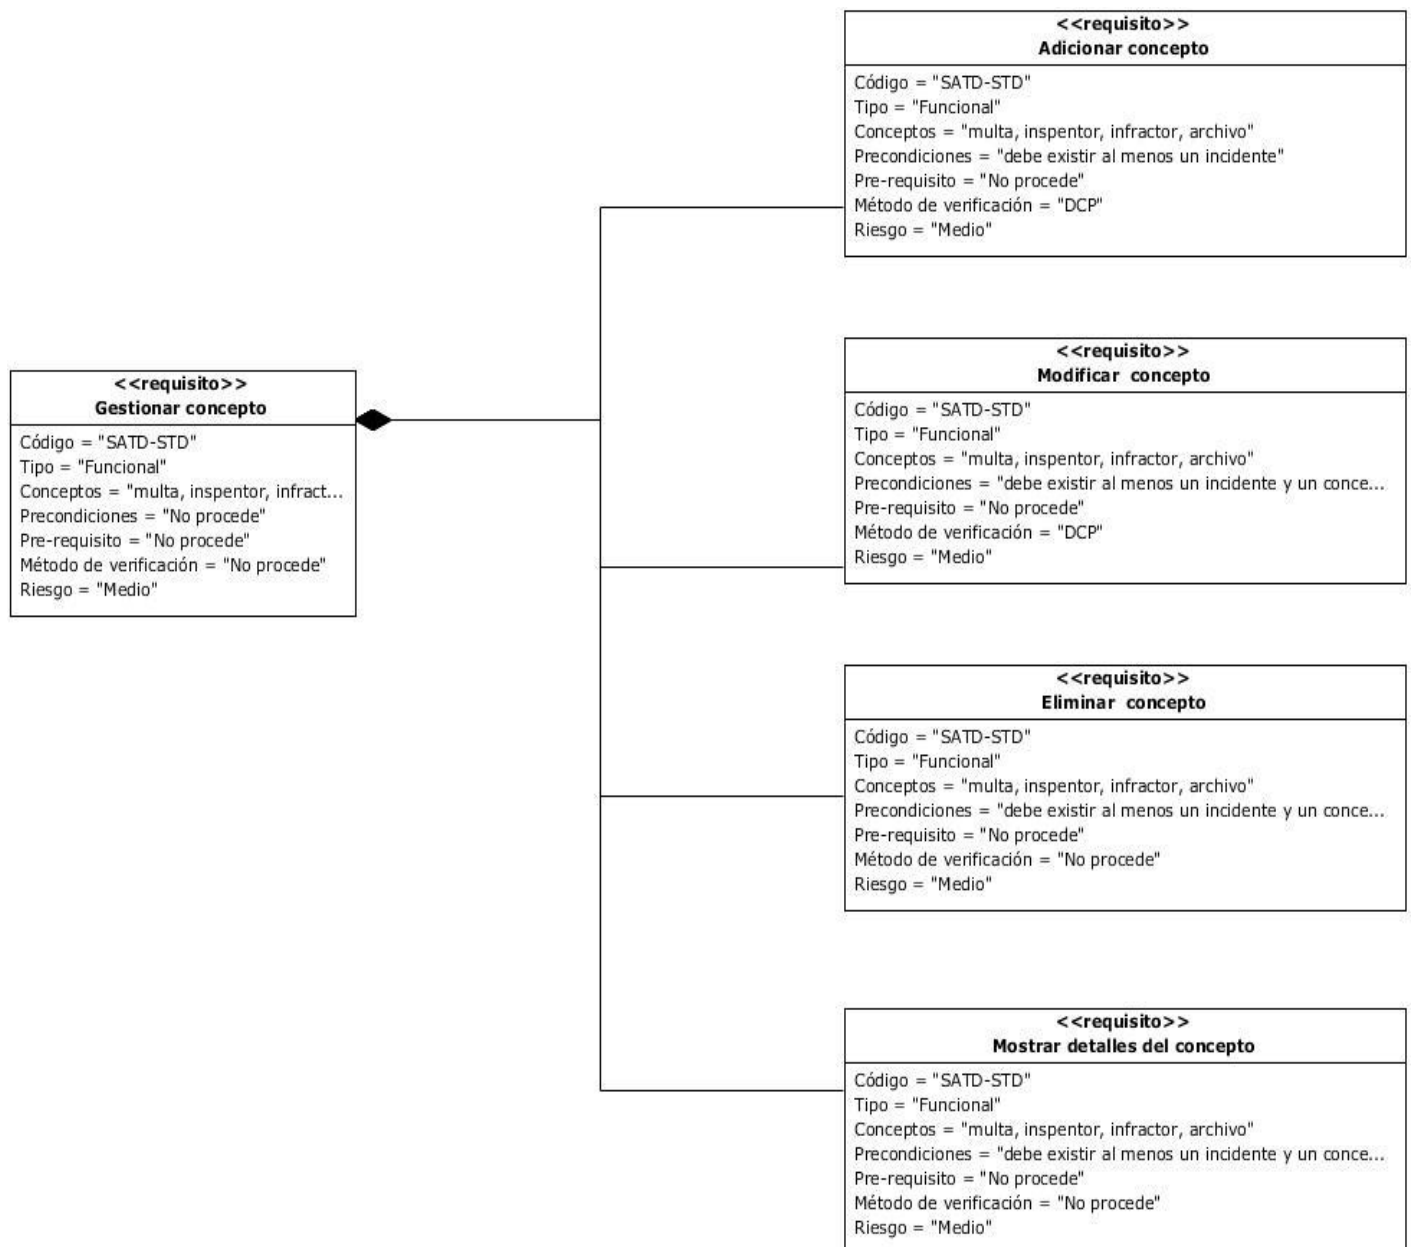 <<requisito>>
Adicionar concepto
Código = "SATD-STD"
Tipo = "Funcional"
Conceptos = "multa, inspentor, infractor, archivo"
Precondiciones = "debe existir al menos un incidente"
Pre-requisito = "No procede"
Método de verificación = "DCP"
Riesgo = "Medio"
<<requisito>>
Modificar  concepto
Código = "SATD-STD"
Tipo = "Funcional"
Conceptos = "multa, inspentor, infractor, archivo"
Precondiciones = "debe existir al menos un incidente y un conce...
Pre-requisito = "No procede"
Método de verificación = "DCP"
Riesgo = "Medio"
<<requisito>>
Gestionar concepto
Código = "SATD-STD"
Tipo = "Funcional"
Conceptos = "multa, inspentor, infract...
Precondiciones = "No procede"
Pre-requisito = "No procede"
Método de verificación = "No procede"
Riesgo = "Medio"
<<requisito>>
Eliminar  concepto
Código = "SATD-STD"
Tipo = "Funcional"
Conceptos = "multa, inspentor, infractor, archivo"
Precondiciones = "debe existir al menos un incidente y un conce...
Pre-requisito = "No procede"
Método de verificación = "No procede"
Riesgo = "Medio"
<<requisito>>
Mostrar detalles del concepto
Código = "SATD-STD"
Tipo = "Funcional"
Conceptos = "multa, inspentor, infractor, archivo"
Precondiciones = "debe existir al menos un incidente y un conce...
Pre-requisito = "No procede"
Método de verificación = "No procede"
Riesgo = "Medio"